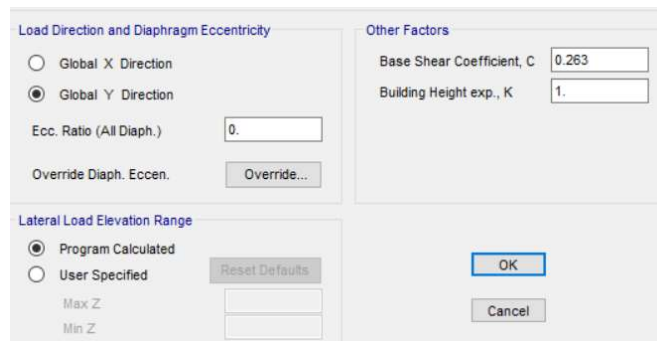 Load Direction and Diaphragm Eccentricity
Global X Direction
Global Y Direction
Ecc. Ratio (All Diaph.) 0.
Override Diaph. Eccen. Override...
Other Factors
Base Shear Coefficient, C 0.263
Building Height exp., K 1.
Lateral Load Elevation Range
Program Calculated
User Specified Reset Defaults
Max Z
Min Z
OK
Cancel